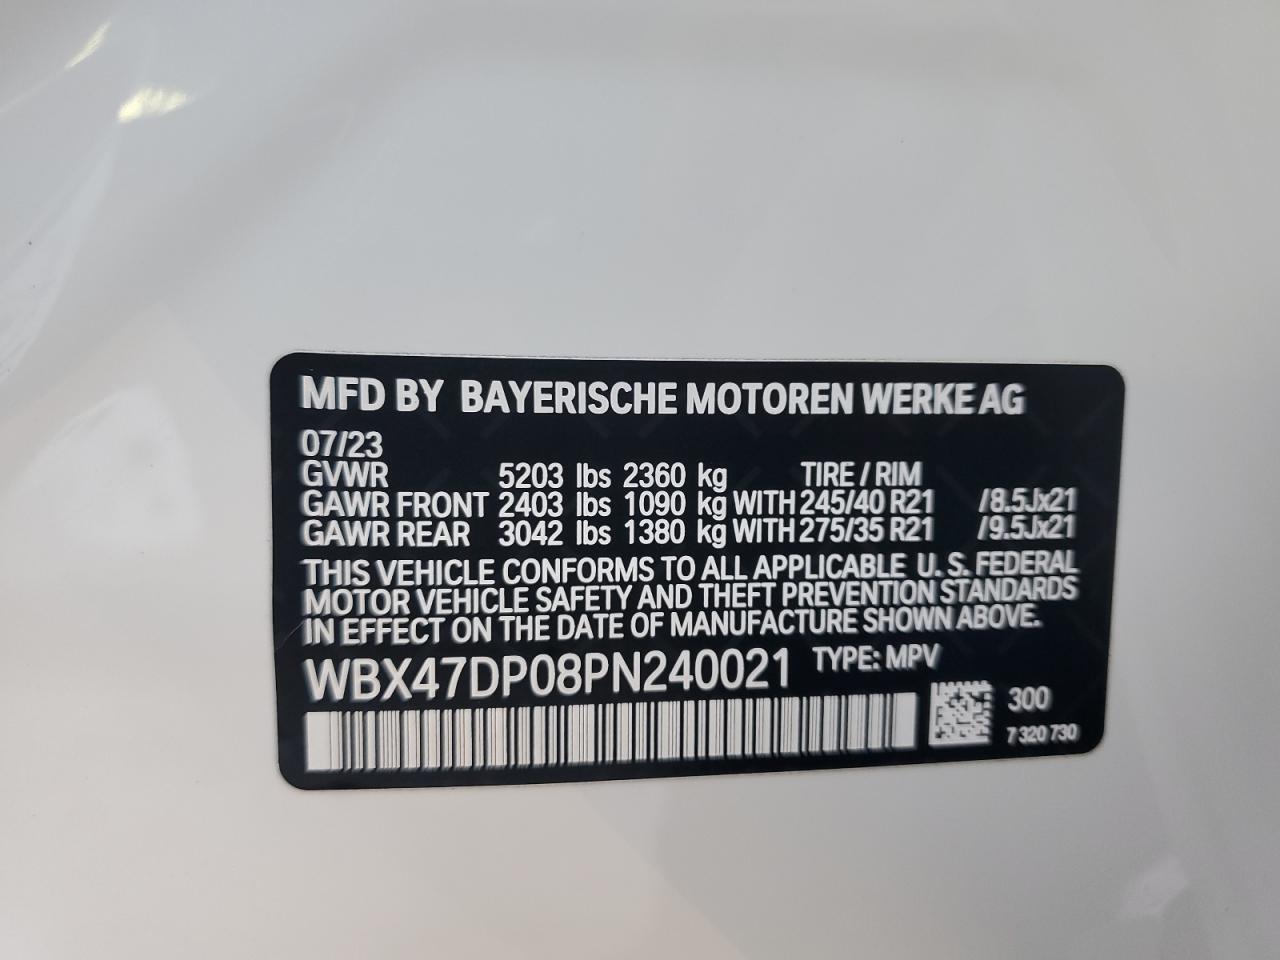 MFD BY BAYERISCHE MOTOREN WERKE AG
07/23
GVWR 5203 lbs 2360 kg TIRE / RIM
GAWR FRONT 2403 lbs 1090 kg WITH 245/40 R21 /8.5Jx21
GAWR REAR 3042 lbs 1380 kg WITH 275/35 R21 /9.5Jx21
THIS VEHICLE CONFORMS TO ALL APPLICABLE U. S. FEDERAL
MOTOR VEHICLE SAFETY AND THEFT PREVENTION STANDARDS
IN EFFECT ON THE DATE OF MANUFACTURE SHOWN ABOVE.
WBX47DP08PN240021 TYPE: MPV
300
7 320 730